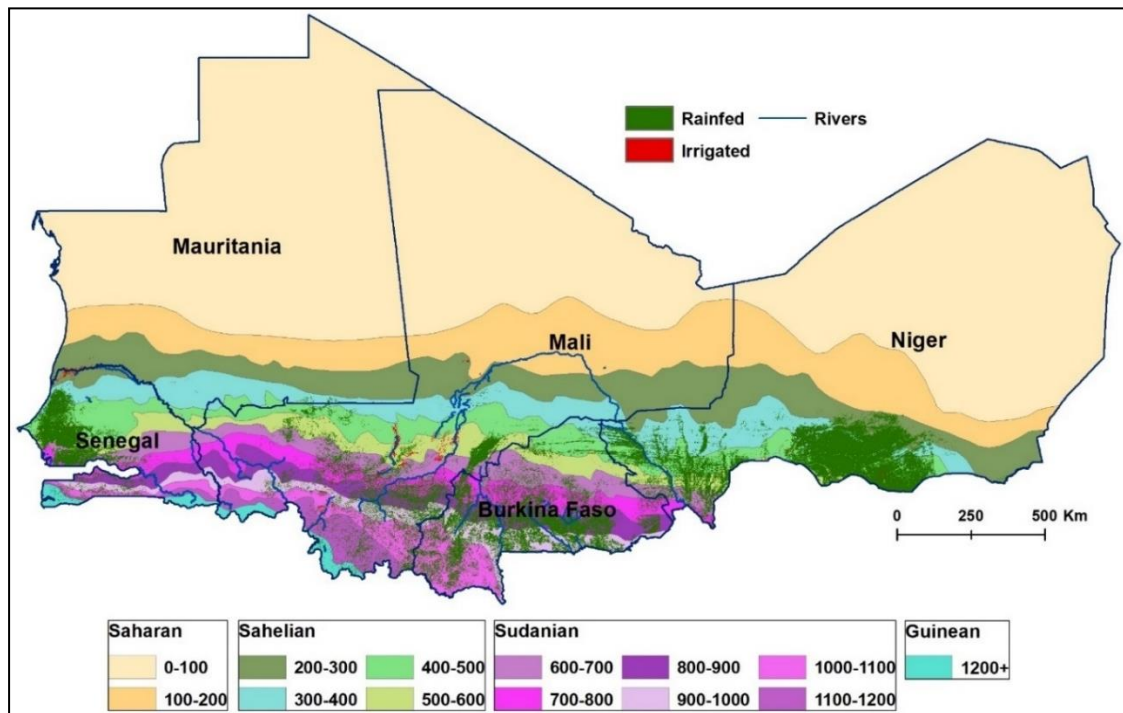 Rainfed
Rivers
Irrigated
Mauritania
Mali
Niger
Senegal
Burkina Faso
0 250 500 Km
Saharan
0-100
100-200
Sahelian
200-300 400-500
300-400 500-600
Sudanian
600-700 800-900 1000-1100
700-800 900-1000 1100-1200
Guinean
1200+